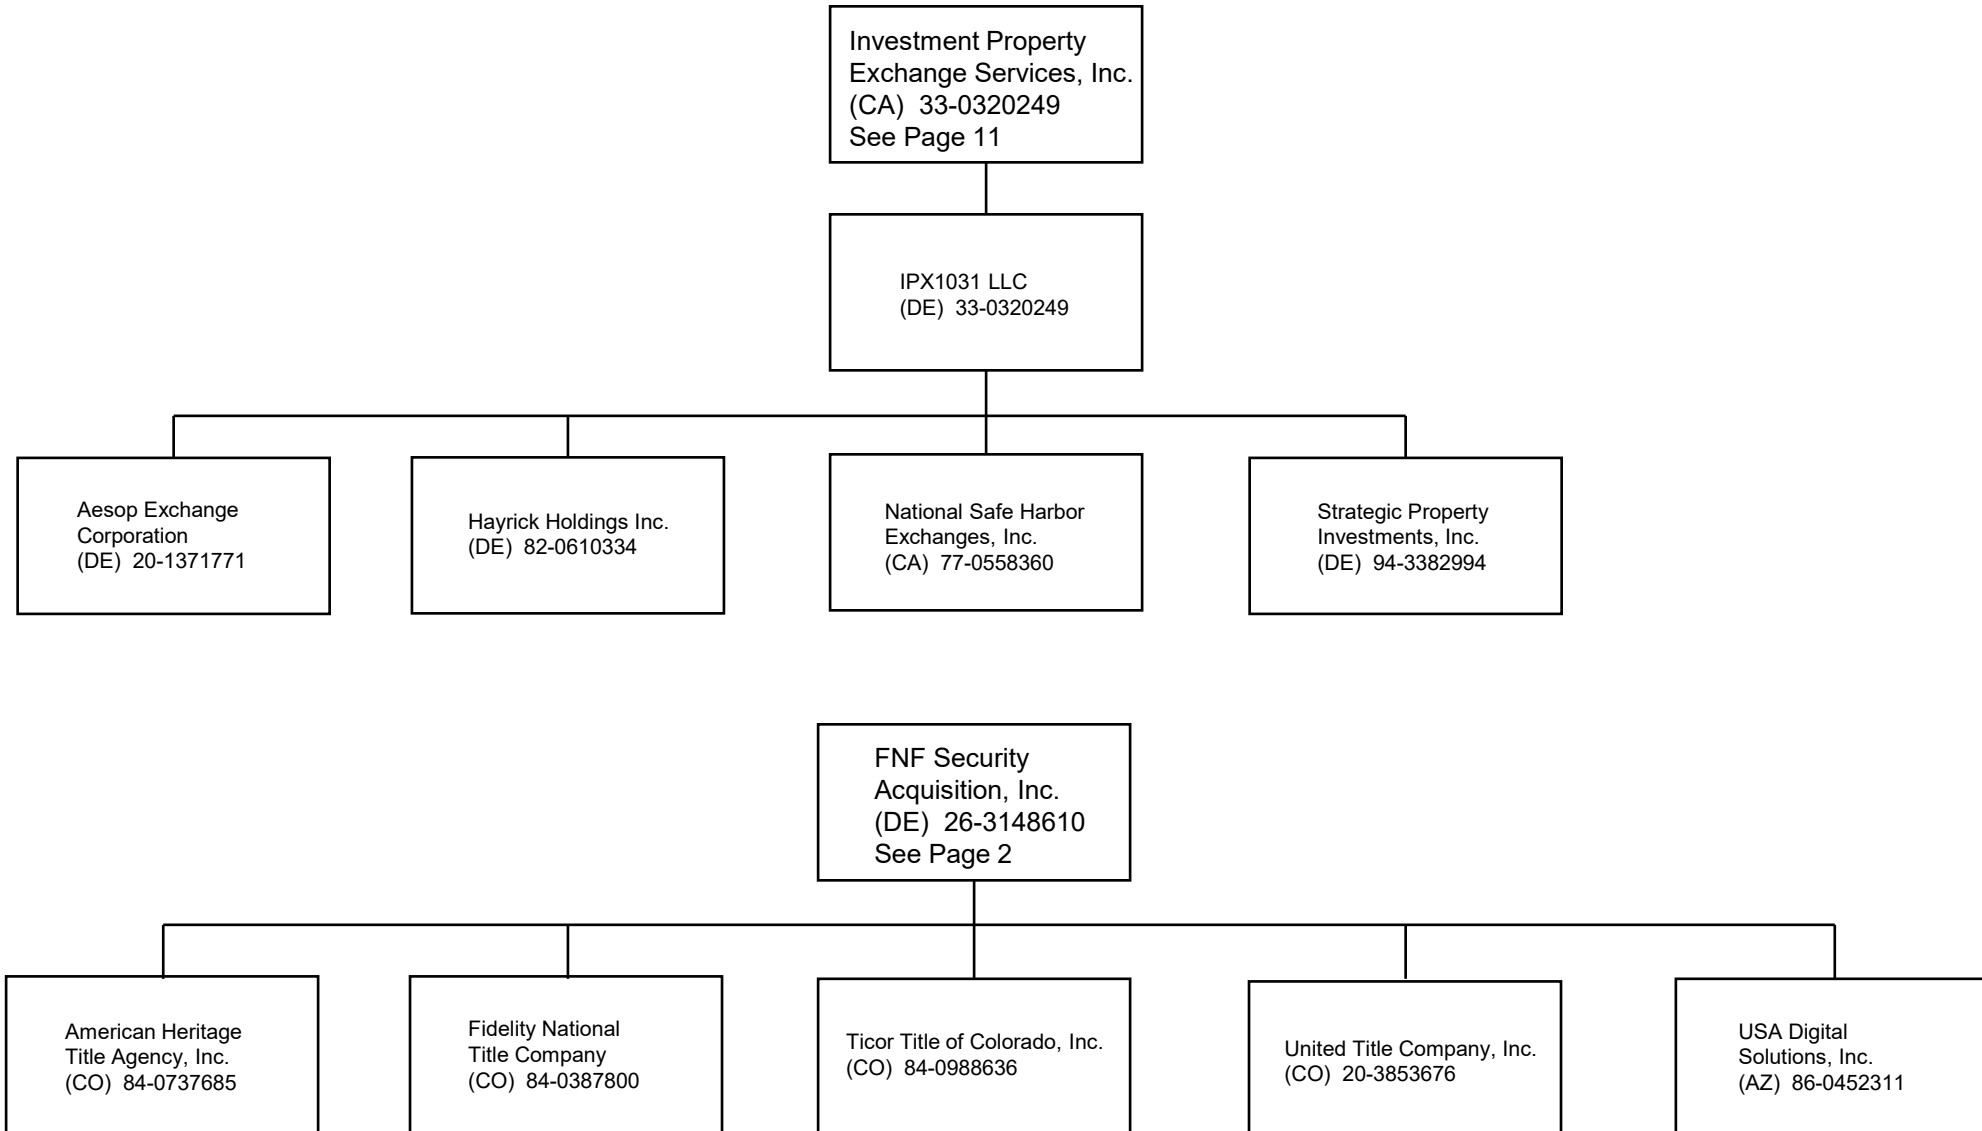 Investment Property
Exchange Services, Inc.
(CA) 33-0320249
See Page 11
IPX1031 LLC
(DE) 33-0320249
Aesop Exchange
Corporation
(DE) 20-1371771
Hayrick Holdings Inc.
(DE) 82-0610334
National Safe Harbor
Exchanges, Inc.
(CA) 77-0558360
Strategic Property
Investments, Inc.
(DE) 94-3382994
FNF Security
Acquisition, Inc.
(DE) 26-3148610
See Page 2
American Heritage
Title Agency, Inc.
(CO) 84-0737685
Fidelity National
Title Company
(CO) 84-0387800
Ticor Title of Colorado, Inc.
(CO) 84-0988636
United Title Company, Inc.
(CO) 20-3853676
USA Digital
Solutions, Inc.
(AZ) 86-0452311